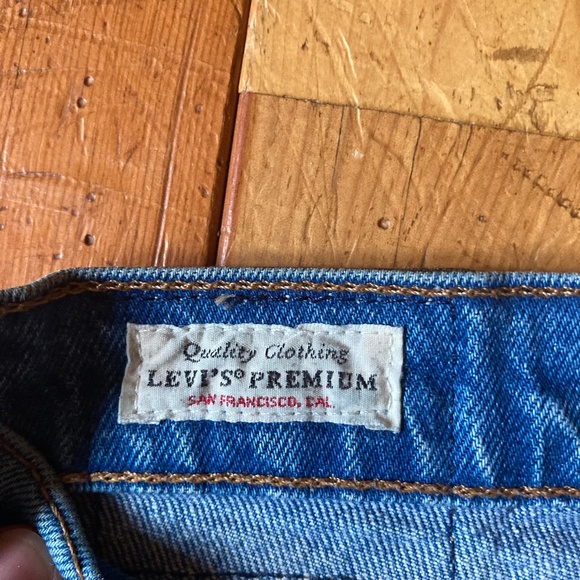 Quality Clothing
LEVI'S® PREMIUM
SAN FRANCISCO, CAL.